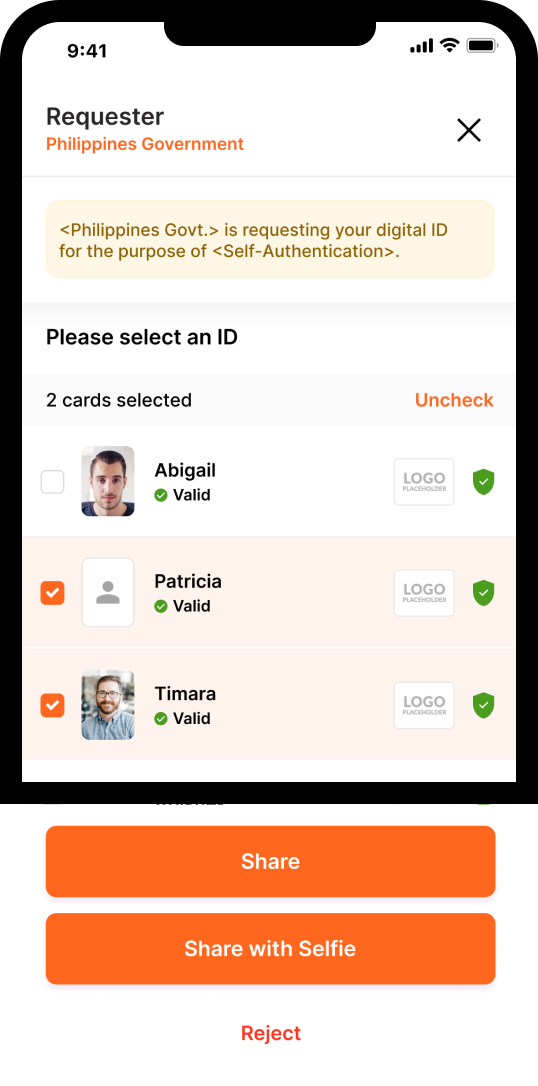 9:41
Requester
Philippines Government
<Philippines Govt.> is requesting your digital ID
for the purpose of <Self-Authentication>.
Please select an ID
2 cards selected
Uncheck
Abigail
Valid
LOGO
PLACEHOLDER
Patricia
Valid
LOGO
PLACEHOLDER
Timara
Valid
LOGO
PLACEHOLDER
Share
Share with Selfie
Reject